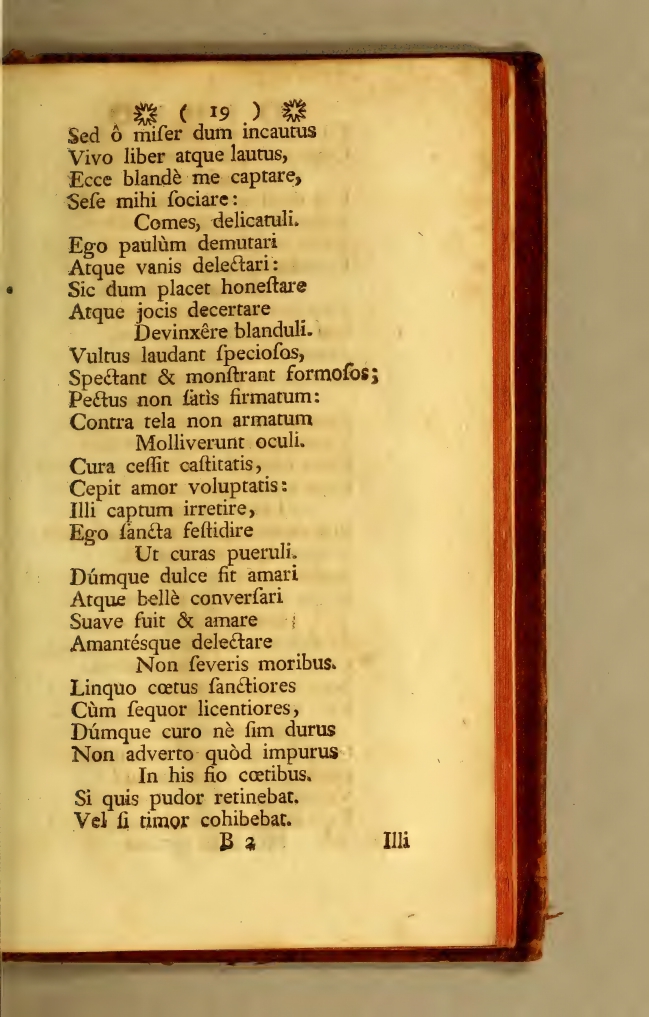 ( 19 )
Sed ô miſer dum incautus
Vivo liber atque lautus,
Ecce blandè me captare,
Seſe mihi ſociare:
Comes, delicatuli.
Ego paulùm demutari
Atque vanis delectari:
Sic dum placet honeſtare
Atque jocis decertare
Devinxêre blanduli.
Vultus laudant ſpecioſos,
Spectant & monſtrant formoſos;
Pectus non ſatìs firmatum:
Contra tela non armatum
Molliverunt oculi.
Cura ceſſit caſtitatis,
Cepit amor voluptatis:
Illi captum irretire,
Ego ſancta feſtidire
Ut curas pueruli.
Dúmque dulce fit amari
Atque bellè converſari
Suave fuit & amare
Amantésque delectare
Non ſeveris moribus.
Linquo cœtus ſanctiores
Cùm ſequor licentiores,
Dúmque curo nè ſim durus
Non adverto quòd impurus
In his fio cœtibus.
Si quis pudor retinebat.
Vel ſi timor cohibebat.
B 2 Illi